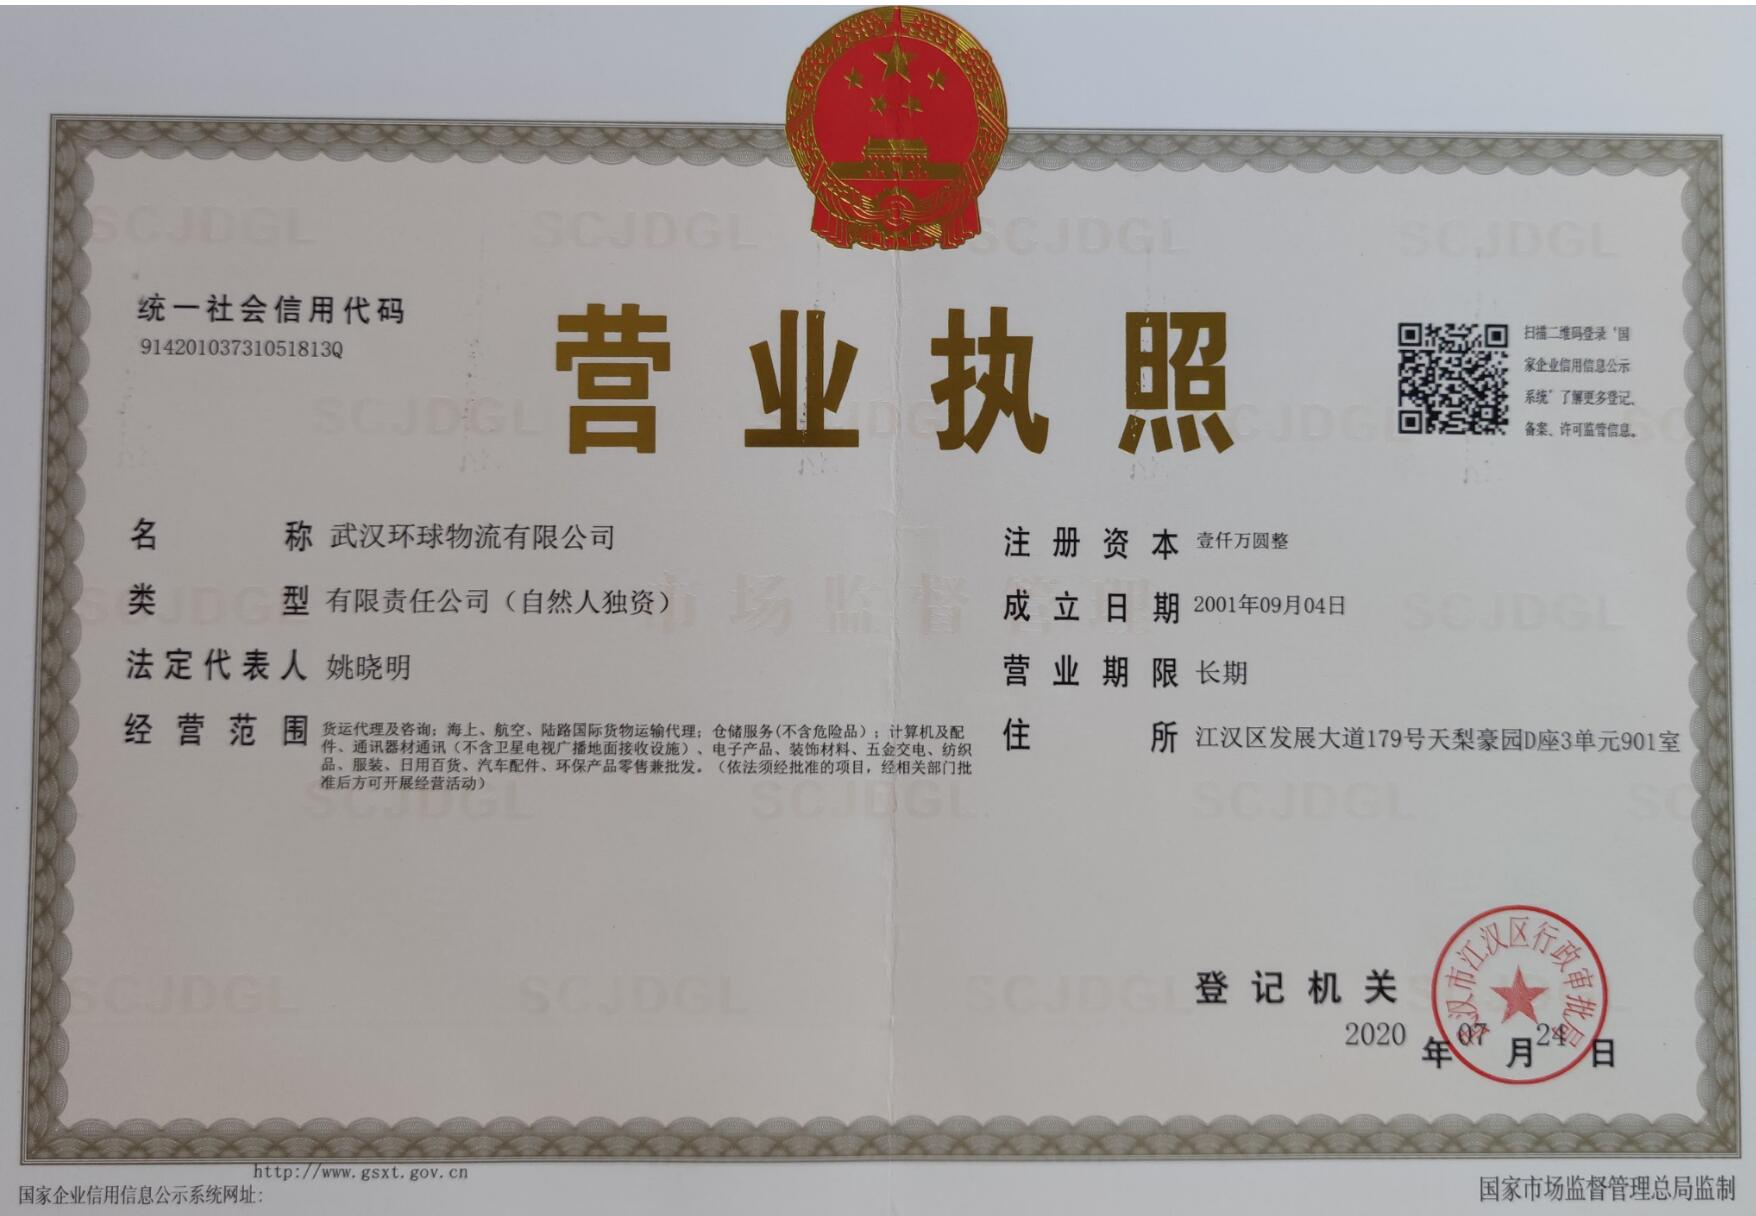 统一社会信用代码
91420103731051813Q
营业执照
扫描二维码登录‘国
家企业信用信息公示
系统’了解更多登记、
备案、许可监管信息。
名称 武汉环球物流有限公司
类型 有限责任公司（自然人独资）
法定代表人 姚晓明
经营范围 货运代理及咨询；海上、航空、陆路国际货物运输代理；仓储服务(不含危险品）；计算机及配
件、通讯器材通讯（不含卫星电视广播地面接收设施）、电子产品、装饰材料、五金交电、纺织
品、服装、日用百货、汽车配件、环保产品零售兼批发。（依法须经批准的项目，经相关部门批
准后方可开展经营活动）
注册资本 壹仟万圆整
成立日期 2001年09月04日
营业期限 长期
住所 江汉区发展大道179号天梨豪园D座3单元901室
市场监督管理
SCJDGL
登记机关
武汉市江汉区行政审批局
2020年07月24日
http://www.gsxt.gov.cn
国家企业信用信息公示系统网址：
国家市场监督管理总局监制